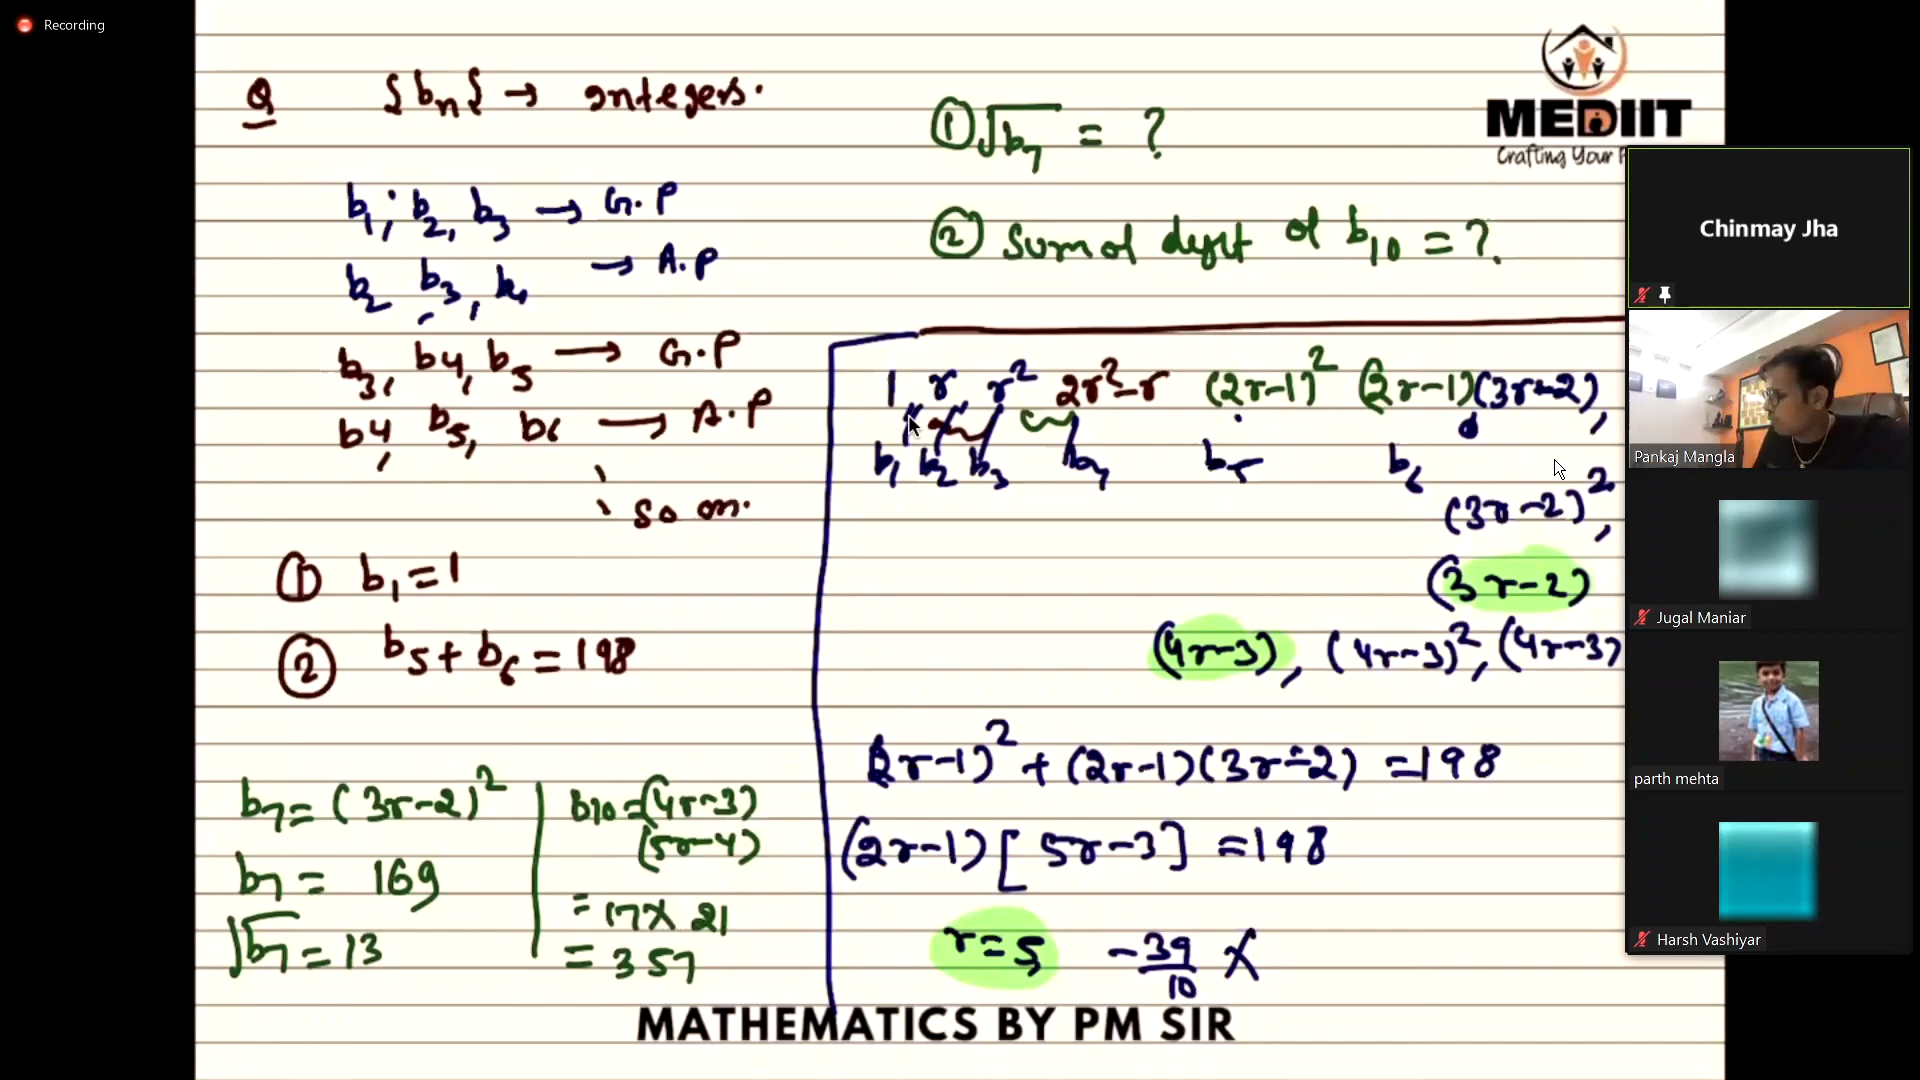 Recording
Q {bn} → integers.
① √b7 = ?
MEDIIT
Crafting Your F
b1, b2, b3 → G.P
② Sum of digit of b10 = ?
Chinmay Jha
b2, b3, b4 → A.P
b3, b4, b5 → G.P
1 r r² 2r²-r (2r-1)² (2r-1)(3r-2),
b4, b5, b6 → A.P
b1 b2 b3 b4 b5 b6
Pankaj Mangla
so on.
(3r-2)²,
① b1 = 1
(3r-2)
(4r-3), (4r-3)², (4r-3)
Jugal Maniar
② b5 + b6 = 198
(2r-1)² + (2r-1)(3r-2) = 198
parth mehta
b7 = (3r-2)²
b10 = (4r-3)
(5r-4)
(2r-1)[5r-3] = 198
b7 = 169
= 17 x 21
√b7 = 13
= 357
r = 5 -39/10 X
Harsh Vashiyar
MATHEMATICS BY PM SIR